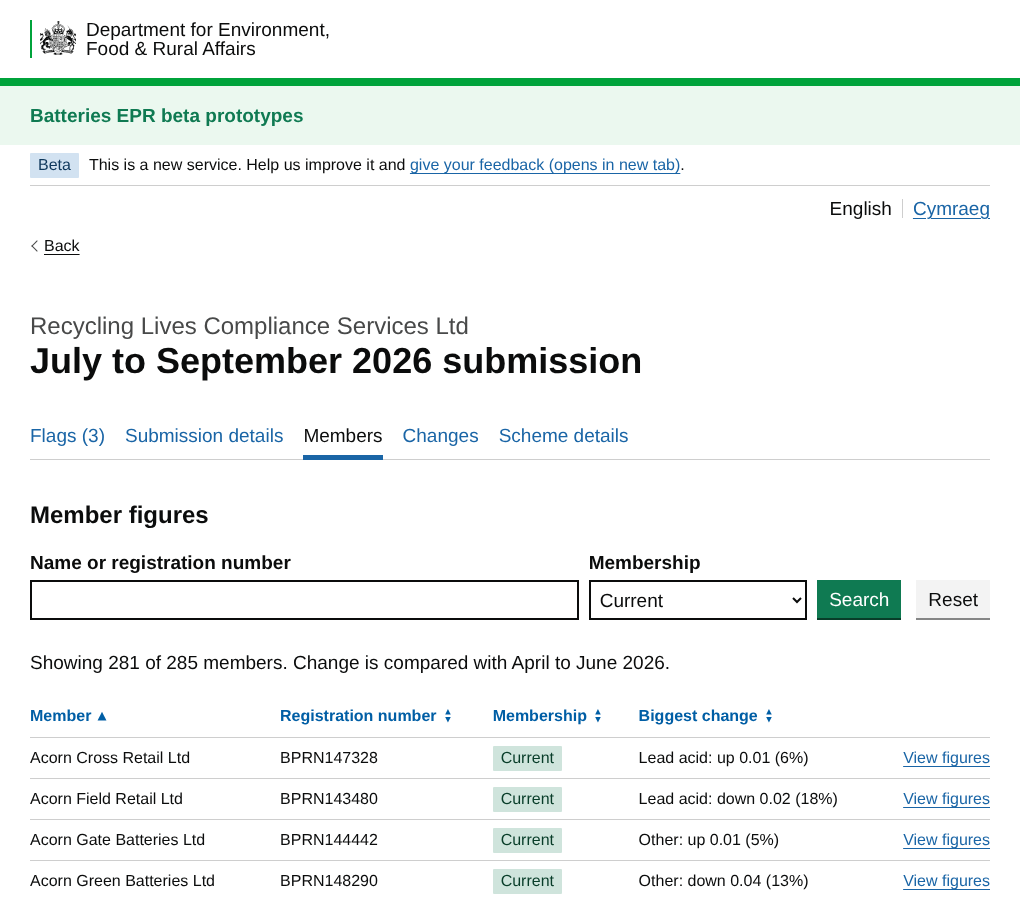 Department for Environment,
Food & Rural Affairs
Batteries EPR beta prototypes
Beta This is a new service. Help us improve it and give your feedback (opens in new tab).
English Cymraeg
Back
Recycling Lives Compliance Services Ltd
July to September 2026 submission
Flags (3) Submission details Members Changes Scheme details
Member figures
Name or registration number Membership
Current Search Reset
Showing 281 of 285 members. Change is compared with April to June 2026.
Member ▲ Registration number Membership Biggest change
Acorn Cross Retail Ltd BPRN147328 Current Lead acid: up 0.01 (6%) View figures
Acorn Field Retail Ltd BPRN143480 Current Lead acid: down 0.02 (18%) View figures
Acorn Gate Batteries Ltd BPRN144442 Current Other: up 0.01 (5%) View figures
Acorn Green Batteries Ltd BPRN148290 Current Other: down 0.04 (13%) View figures